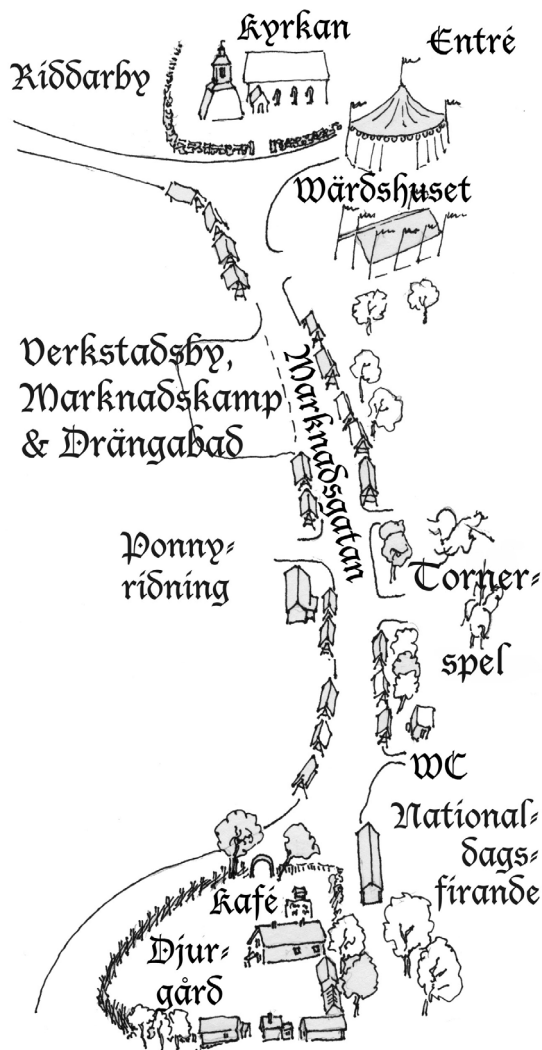 Kyrkan
Entré
Riddarby
Wärdshuset
Verkstadsby,
Marknadskamp
& Drängabad
Marknadsgatan
Ponny-
ridning
Torner-
spel
WC
National-
dags-
firande
Kafé
Djur-
gård